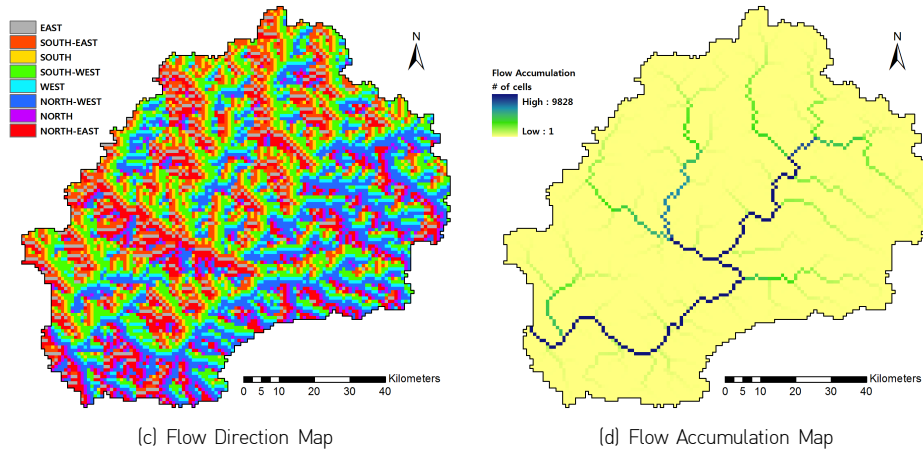 EAST
SOUTH-EAST
SOUTH
SOUTH-WEST
WEST
NORTH-WEST
NORTH
NORTH-EAST
N
Kilometers
0 5 10 20 30 40
(c) Flow Direction Map
Flow Accumulation
# of cells
High : 9828
Low : 1
N
Kilometers
0 5 10 20 30 40
(d) Flow Accumulation Map